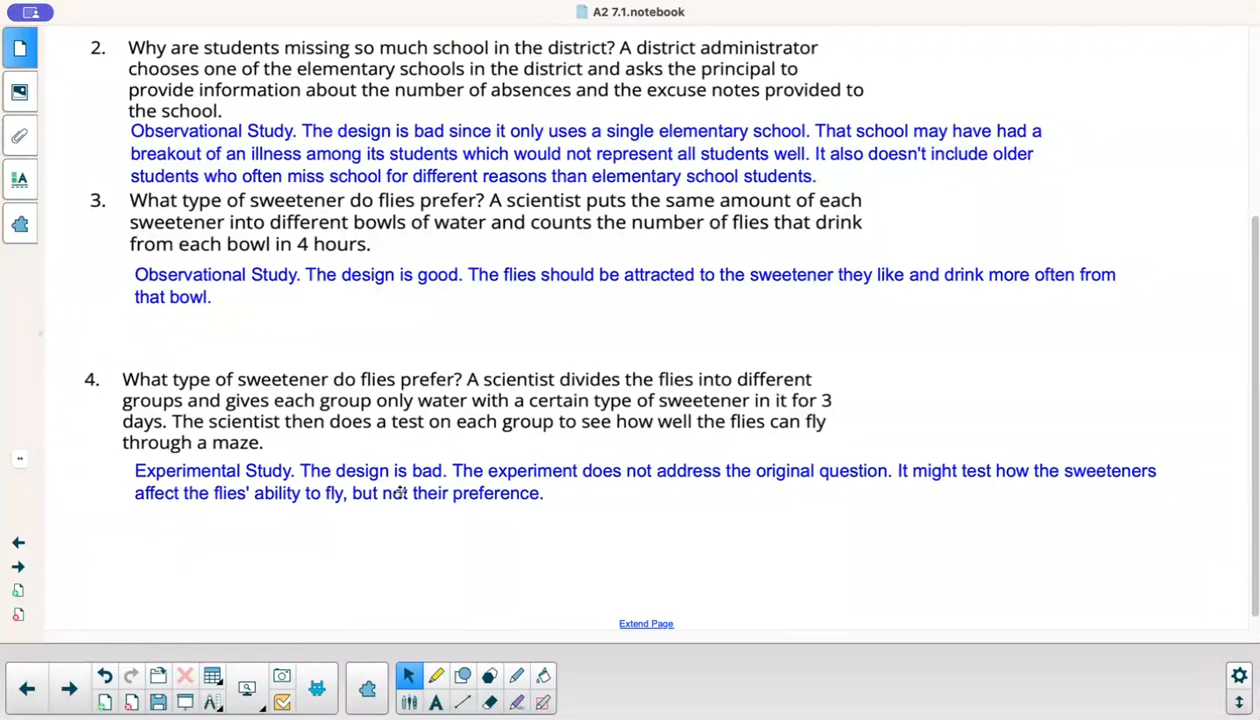 A2 7.1.notebook
2. Why are students missing so much school in the district? A district administrator
chooses one of the elementary schools in the district and asks the principal to
provide information about the number of absences and the excuse notes provided to
the school.
Observational Study. The design is bad since it only uses a single elementary school. That school may have had a
breakout of an illness among its students which would not represent all students well. It also doesn't include older
students who often miss school for different reasons than elementary school students.
3. What type of sweetener do flies prefer? A scientist puts the same amount of each
sweetener into different bowls of water and counts the number of flies that drink
from each bowl in 4 hours.
Observational Study. The design is good. The flies should be attracted to the sweetener they like and drink more often from
that bowl.
4. What type of sweetener do flies prefer? A scientist divides the flies into different
groups and gives each group only water with a certain type of sweetener in it for 3
days. The scientist then does a test on each group to see how well the flies can fly
through a maze.
Experimental Study. The design is bad. The experiment does not address the original question. It might test how the sweeteners
affect the flies' ability to fly, but not their preference.
Extend Page